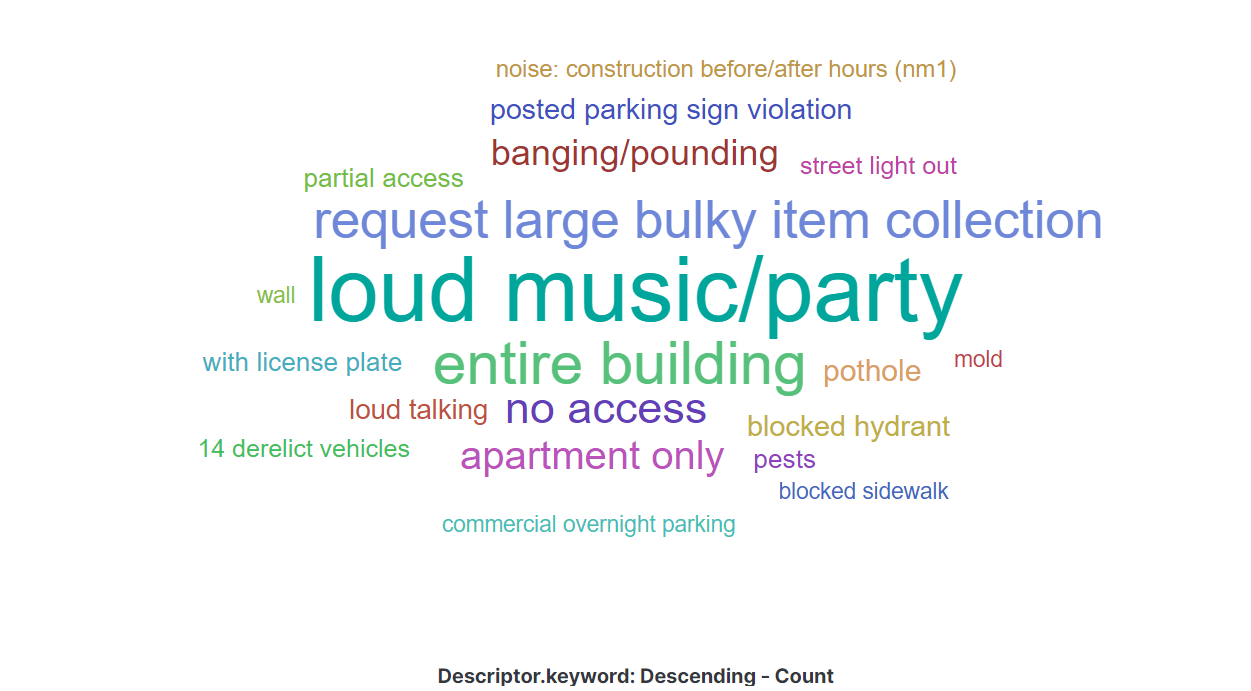 noise: construction before/after hours (nm1)
posted parking sign violation
banging/pounding
street light out
partial access
request large bulky item collection
loud music/party
wall
entire building
with license plate
pothole
mold
loud talking
no access
blocked hydrant
14 derelict vehicles
apartment only
pests
blocked sidewalk
commercial overnight parking
Descriptor.keyword: Descending - Count